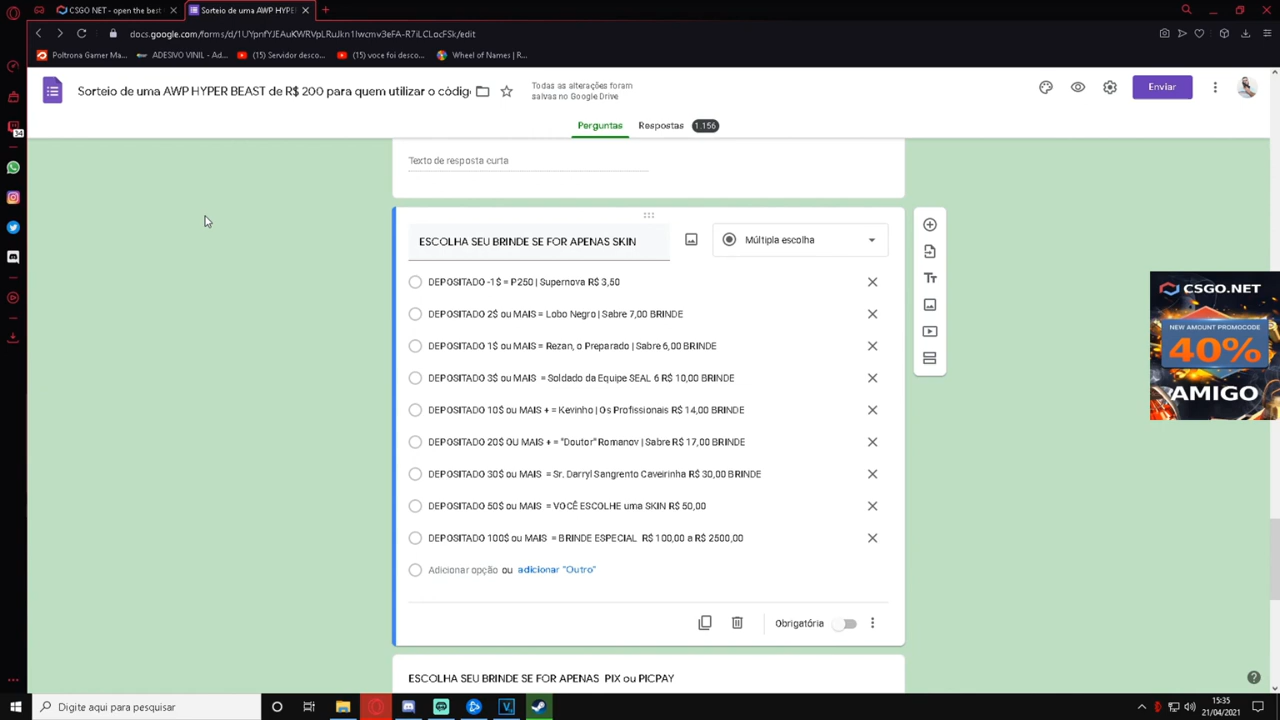 CSGO.NET - open the best
Sorteio de uma AWP HYPE
docs.google.com/forms/d/1UYpnfYJEAuKWRVpLRuJkn1Iwcmv3eFA-R7iLCLocFSk/edit
Poltrona Gamer Ma...
ADESIVO VINIL - Ad...
(15) Servidor desco...
(15) voce foi desco...
Wheel of Names | R...
Sorteio de uma AWP HYPER BEAST de R$ 200 para quem utilizar o códig
Todas as alterações foram
salvas no Google Drive
Enviar
Perguntas
Respostas
1.156
34
Texto de resposta curta
ESCOLHA SEU BRINDE SE FOR APENAS SKIN
Múltipla escolha
DEPOSITADO -1$ = P250 | Supernova R$ 3,50
DEPOSITADO 2$ ou MAIS = Lobo Negro | Sabre 7,00 BRINDE
DEPOSITADO 1$ ou MAIS = Rezan, o Preparado | Sabre 6,00 BRINDE
DEPOSITADO 3$ ou MAIS = Soldado da Equipe SEAL 6 R$ 10,00 BRINDE
DEPOSITADO 10$ ou MAIS + = Kevinho | Os Profissionais R$ 14,00 BRINDE
DEPOSITADO 20$ OU MAIS + = "Doutor" Romanov | Sabre R$ 17,00 BRINDE
DEPOSITADO 30$ ou MAIS = Sr. Darryl Sangrento Caveirinha R$ 30,00 BRINDE
DEPOSITADO 50$ ou MAIS = VOCÊ ESCOLHE uma SKIN R$ 50,00
DEPOSITADO 100$ ou MAIS = BRINDE ESPECIAL R$ 100,00 a R$ 2500,00
Adicionar opção ou adicionar "Outro"
Obrigatória
ESCOLHA SEU BRINDE SE FOR APENAS PIX ou PICPAY
Tт
CSGO.NET
NEW AMOUNT PROMOCODE
40%
AMIGO
Digite aqui para pesquisar
15:35
21/04/2021